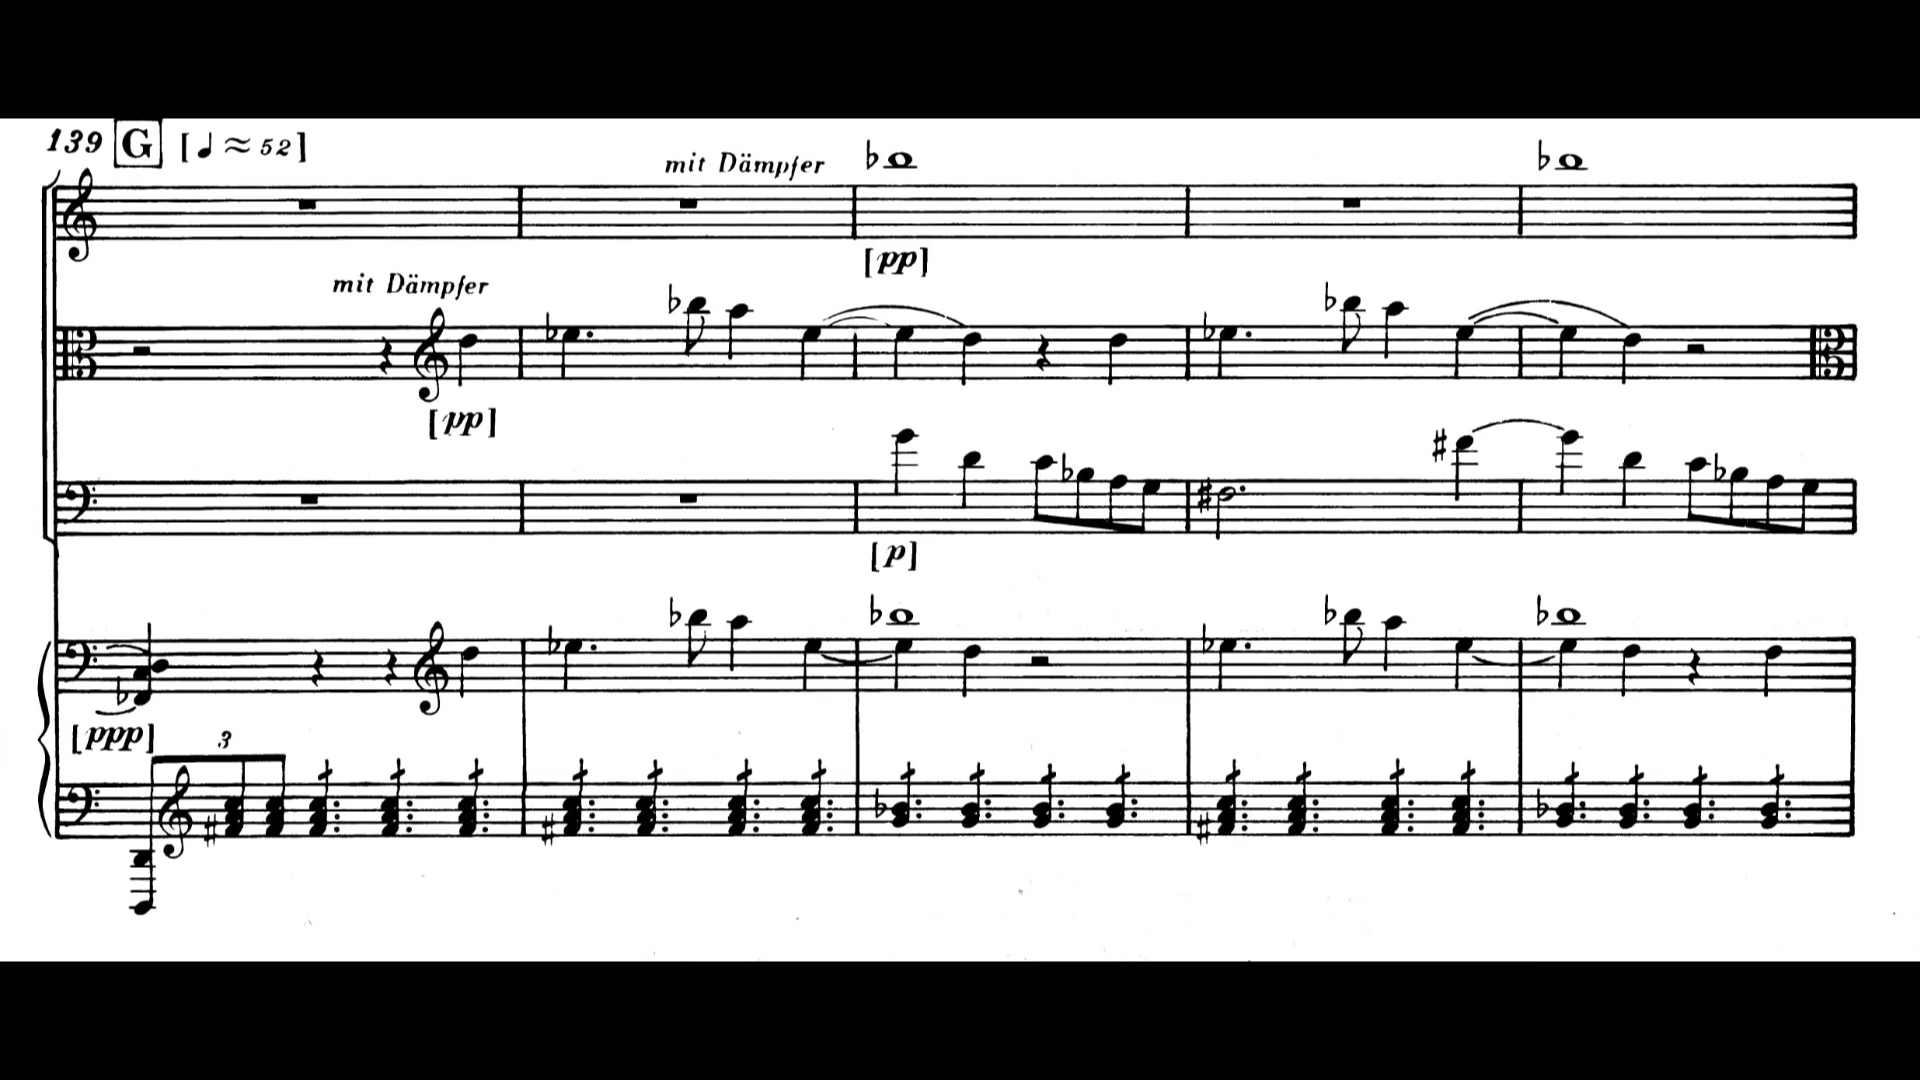 139 G [♩ ≈ 52]
mit Dämpfer
[pp]
mit Dämpfer
[pp]
[p]
[ppp]
3